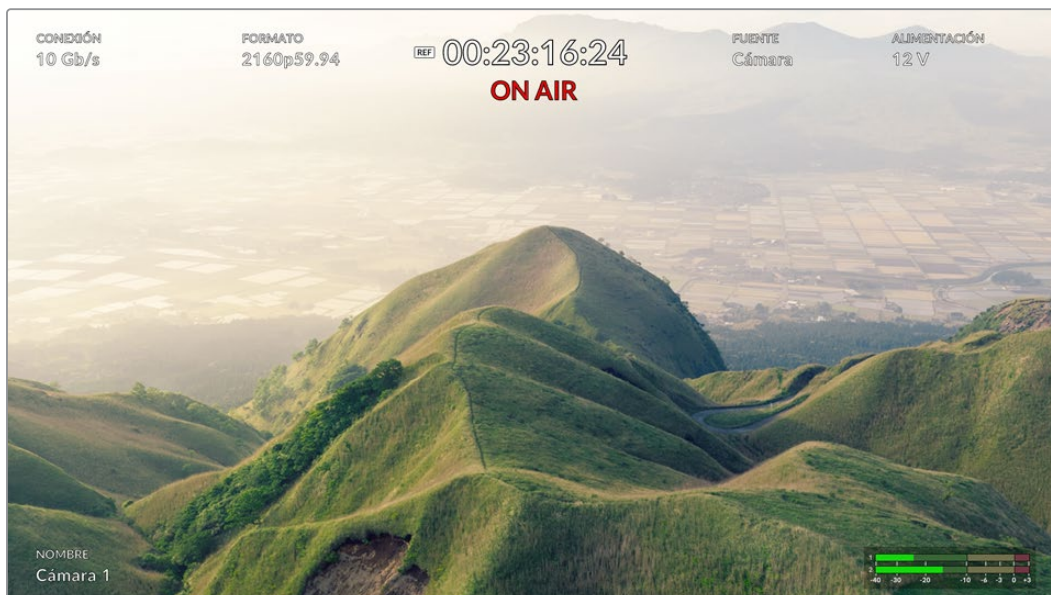 CONEXIÓN
10 Gb/s
FORMATO
2160p59.94
REF 00:23:16:24
ON AIR
FUENTE
Cámara
ALIMENTACIÓN
12 V
NOMBRE
Cámara 1
1
2
-40 -30 -20 -10 -6 -3 0 +3